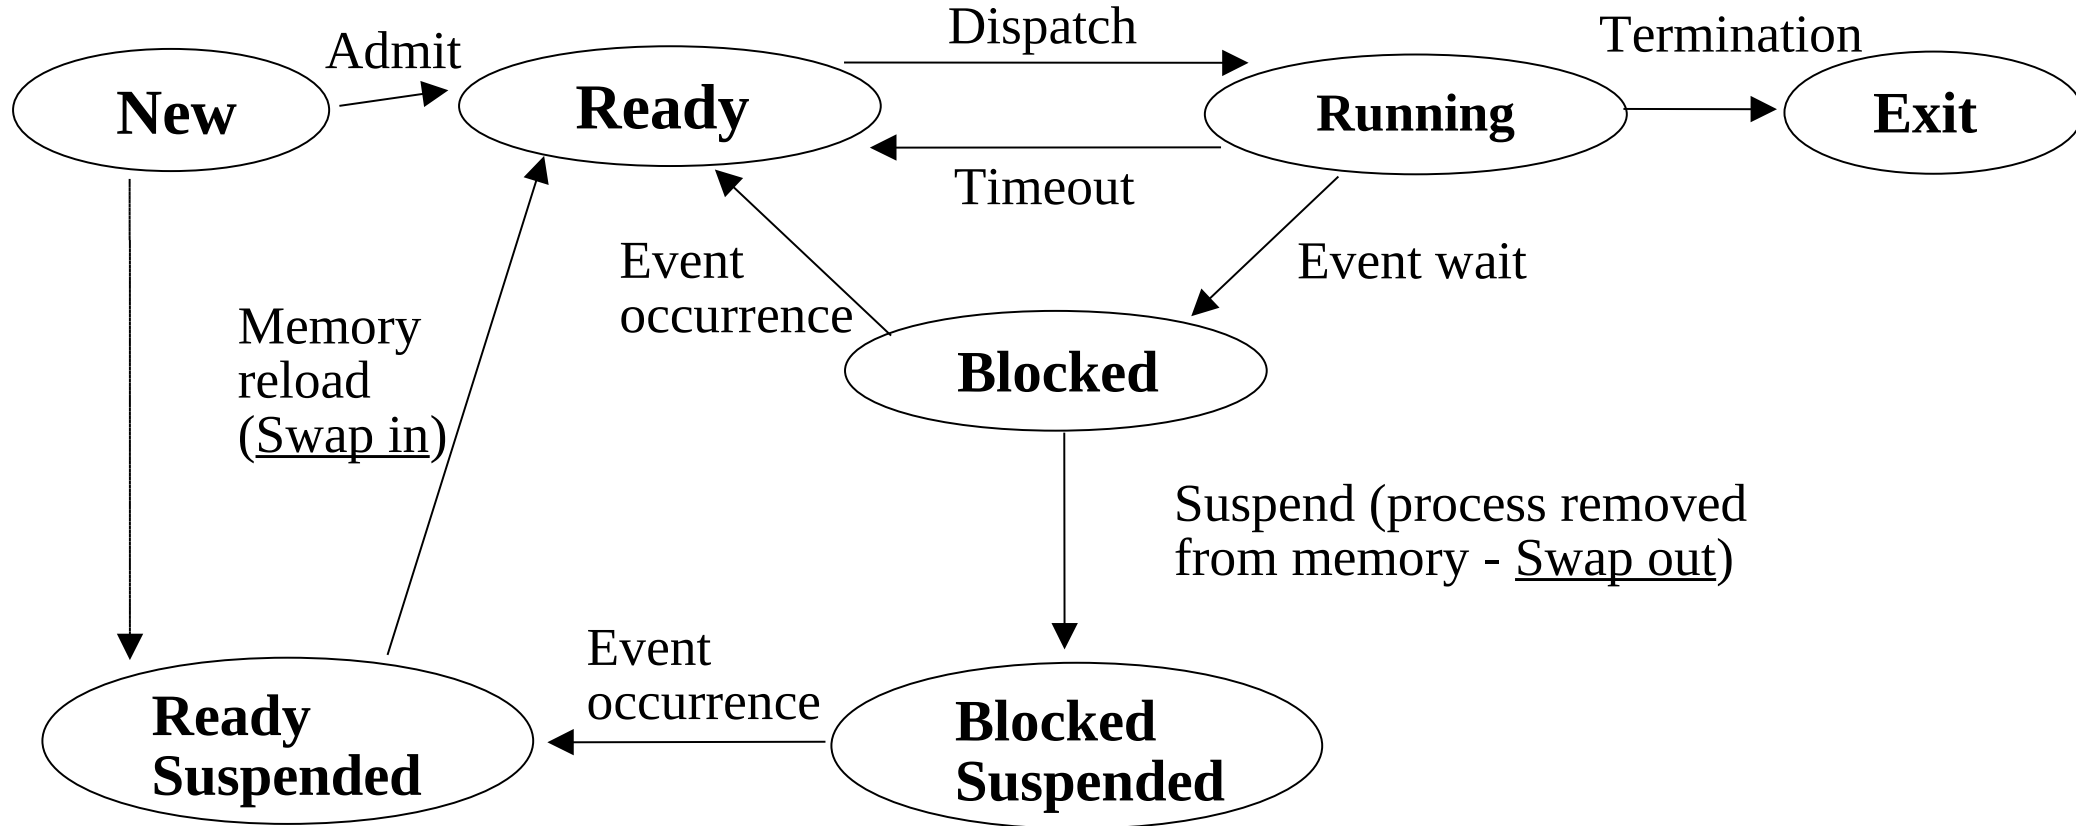 Dispatch
Termination
Admit
New
Ready
Running
Exit
Timeout
Event
occurrence
Event wait
Memory
reload
(Swap in)
Blocked
Suspend (process removed
from memory - Swap out)
Event
occurrence
Ready
Suspended
Blocked
Suspended